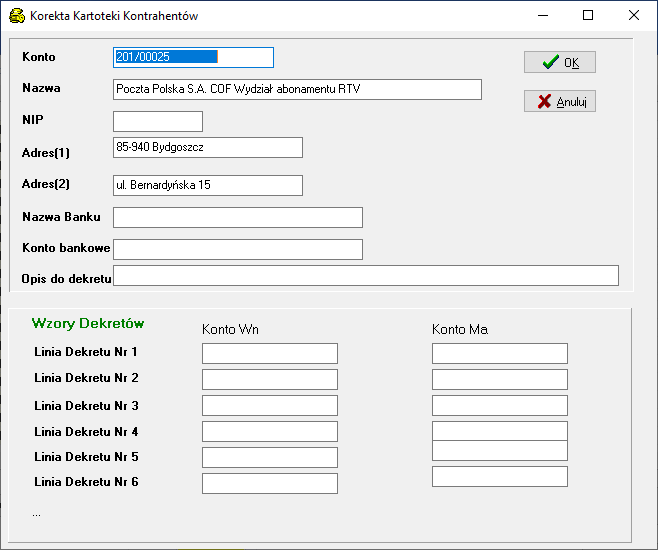 Korekta Kartoteki Kontrahentów
Konto 201/00025
OK
Nazwa Poczta Polska S.A. COF Wydział abonamentu RTV
Anuluj
NIP
Adres(1) 85-940 Bydgoszcz
Adres(2) ul. Bernardyńska 15
Nazwa Banku
Konto bankowe
Opis do dekretu
Wzory Dekretów
Konto Wn Konto Ma
Linia Dekretu Nr 1
Linia Dekretu Nr 2
Linia Dekretu Nr 3
Linia Dekretu Nr 4
Linia Dekretu Nr 5
Linia Dekretu Nr 6
...